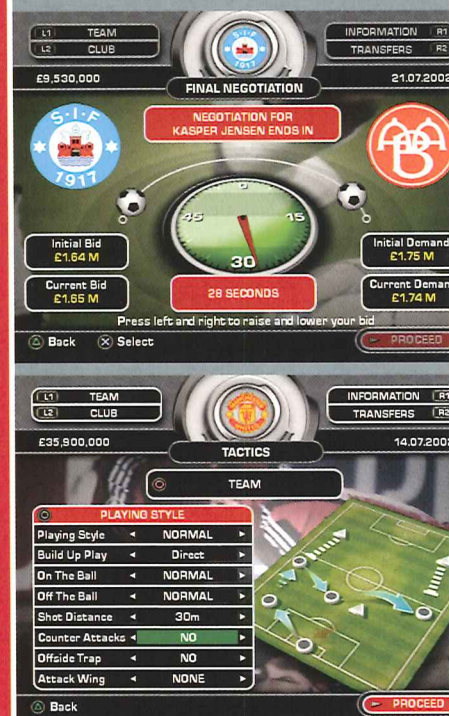 L1 TEAM
L2 CLUB
INFORMATION R1
TRANSFERS R2
£9,530,000
21.07.2002
FINAL NEGOTIATION
S·I·F
1917
NEGOTIATION FOR
KASPER JENSEN ENDS IN
S·I·F
1917
0
45 15
30
Initial Bid
£1.64 M
Initial Demand
£1.75 M
Current Bid
£1.65 M
28 SECONDS
Current Deman
£1.74 M
Press left and right to raise and lower your bid
Back Select
PROCEED
L1 TEAM
L2 CLUB
INFORMATION R1
TRANSFERS R2
£35,900,000
14.07.2002
TACTICS
TEAM
PLAYING STYLE
Playing Style NORMAL
Build Up Play Direct
On The Ball NORMAL
Off The Ball NORMAL
Shot Distance 30m
Counter Attacks NO
Offside Trap NO
Attack Wing NONE
Back
PROCEED